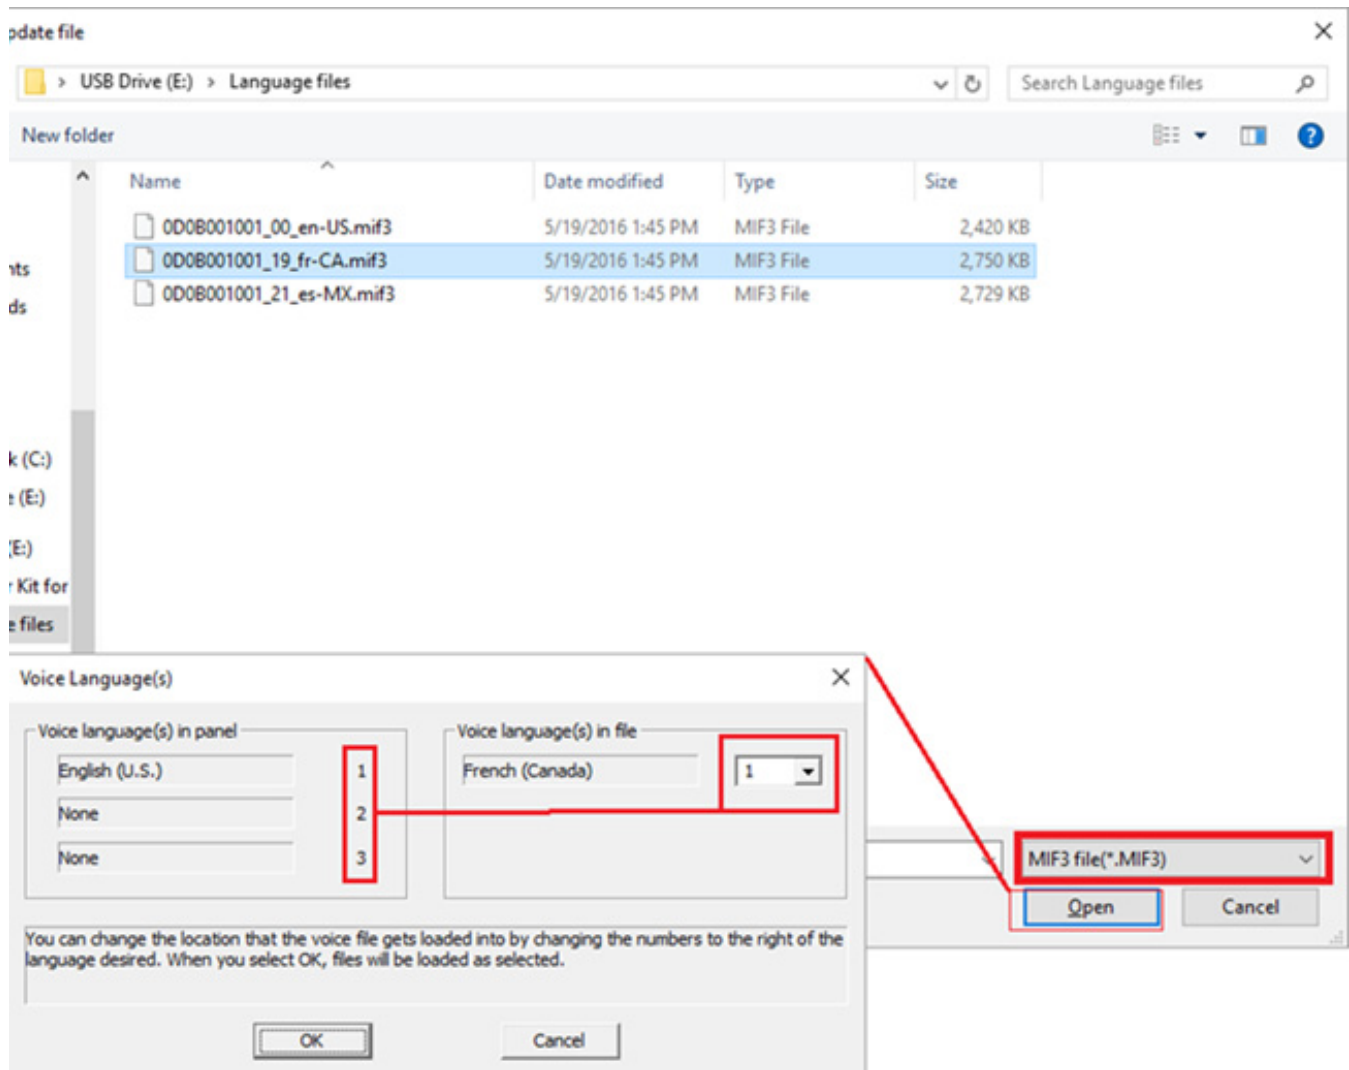 pdate file
USB Drive (E:) > Language files
Search Language files
New folder
Name Date modified Type Size
0D0B001001_00_en-US.mif3 5/19/2016 1:45 PM MIF3 File 2,420 KB
0D0B001001_19_fr-CA.mif3 5/19/2016 1:45 PM MIF3 File 2,750 KB
0D0B001001_21_es-MX.mif3 5/19/2016 1:45 PM MIF3 File 2,729 KB
nts
ds
k (C:)
e (E:)
(E:)
r Kit for
e files
Voice Language(s)
Voice language(s) in panel
English (U.S.) 1
None 2
None 3
Voice language(s) in file
French (Canada) 1
MIF3 file(*.MIF3)
Open Cancel
You can change the location that the voice file gets loaded into by changing the numbers to the right of the
language desired. When you select OK, files will be loaded as selected.
OK Cancel